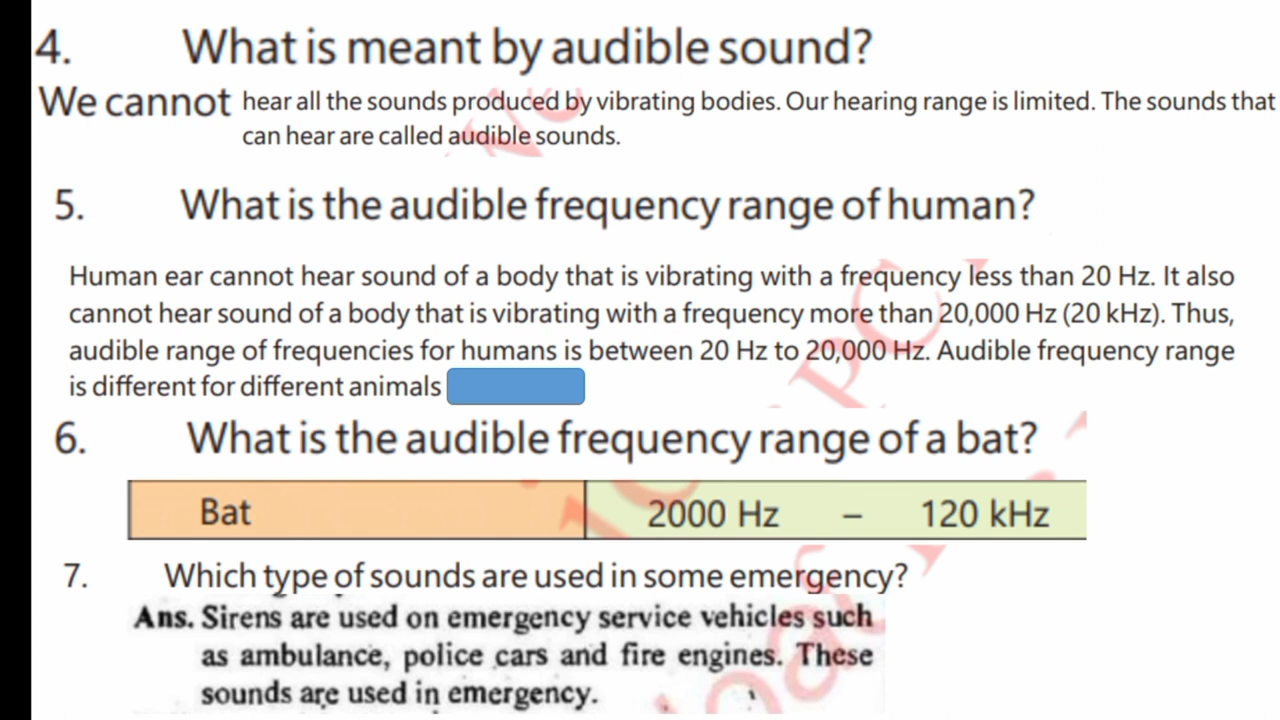 4. What is meant by audible sound?
We cannot hear all the sounds produced by vibrating bodies. Our hearing range is limited. The sounds that
can hear are called audible sounds.
5. What is the audible frequency range of human?
Human ear cannot hear sound of a body that is vibrating with a frequency less than 20 Hz. It also
cannot hear sound of a body that is vibrating with a frequency more than 20,000 Hz (20 kHz). Thus,
audible range of frequencies for humans is between 20 Hz to 20,000 Hz. Audible frequency range
is different for different animals
6. What is the audible frequency range of a bat?
Bat 2000 Hz – 120 kHz
7. Which type of sounds are used in some emergency?
Ans. Sirens are used on emergency service vehicles such
as ambulance, police cars and fire engines. These
sounds are used in emergency.